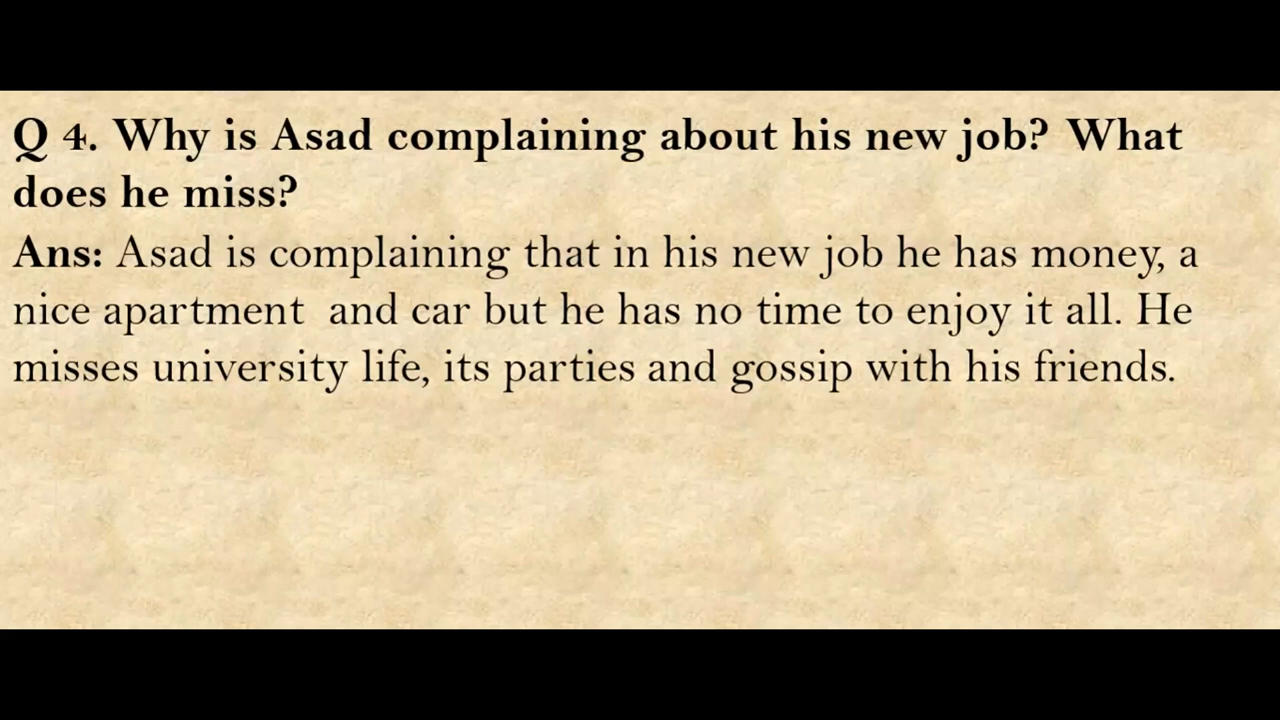 Q 4. Why is Asad complaining about his new job? What
does he miss?
Ans: Asad is complaining that in his new job he has money, a
nice apartment  and car but he has no time to enjoy it all. He
misses university life, its parties and gossip with his friends.